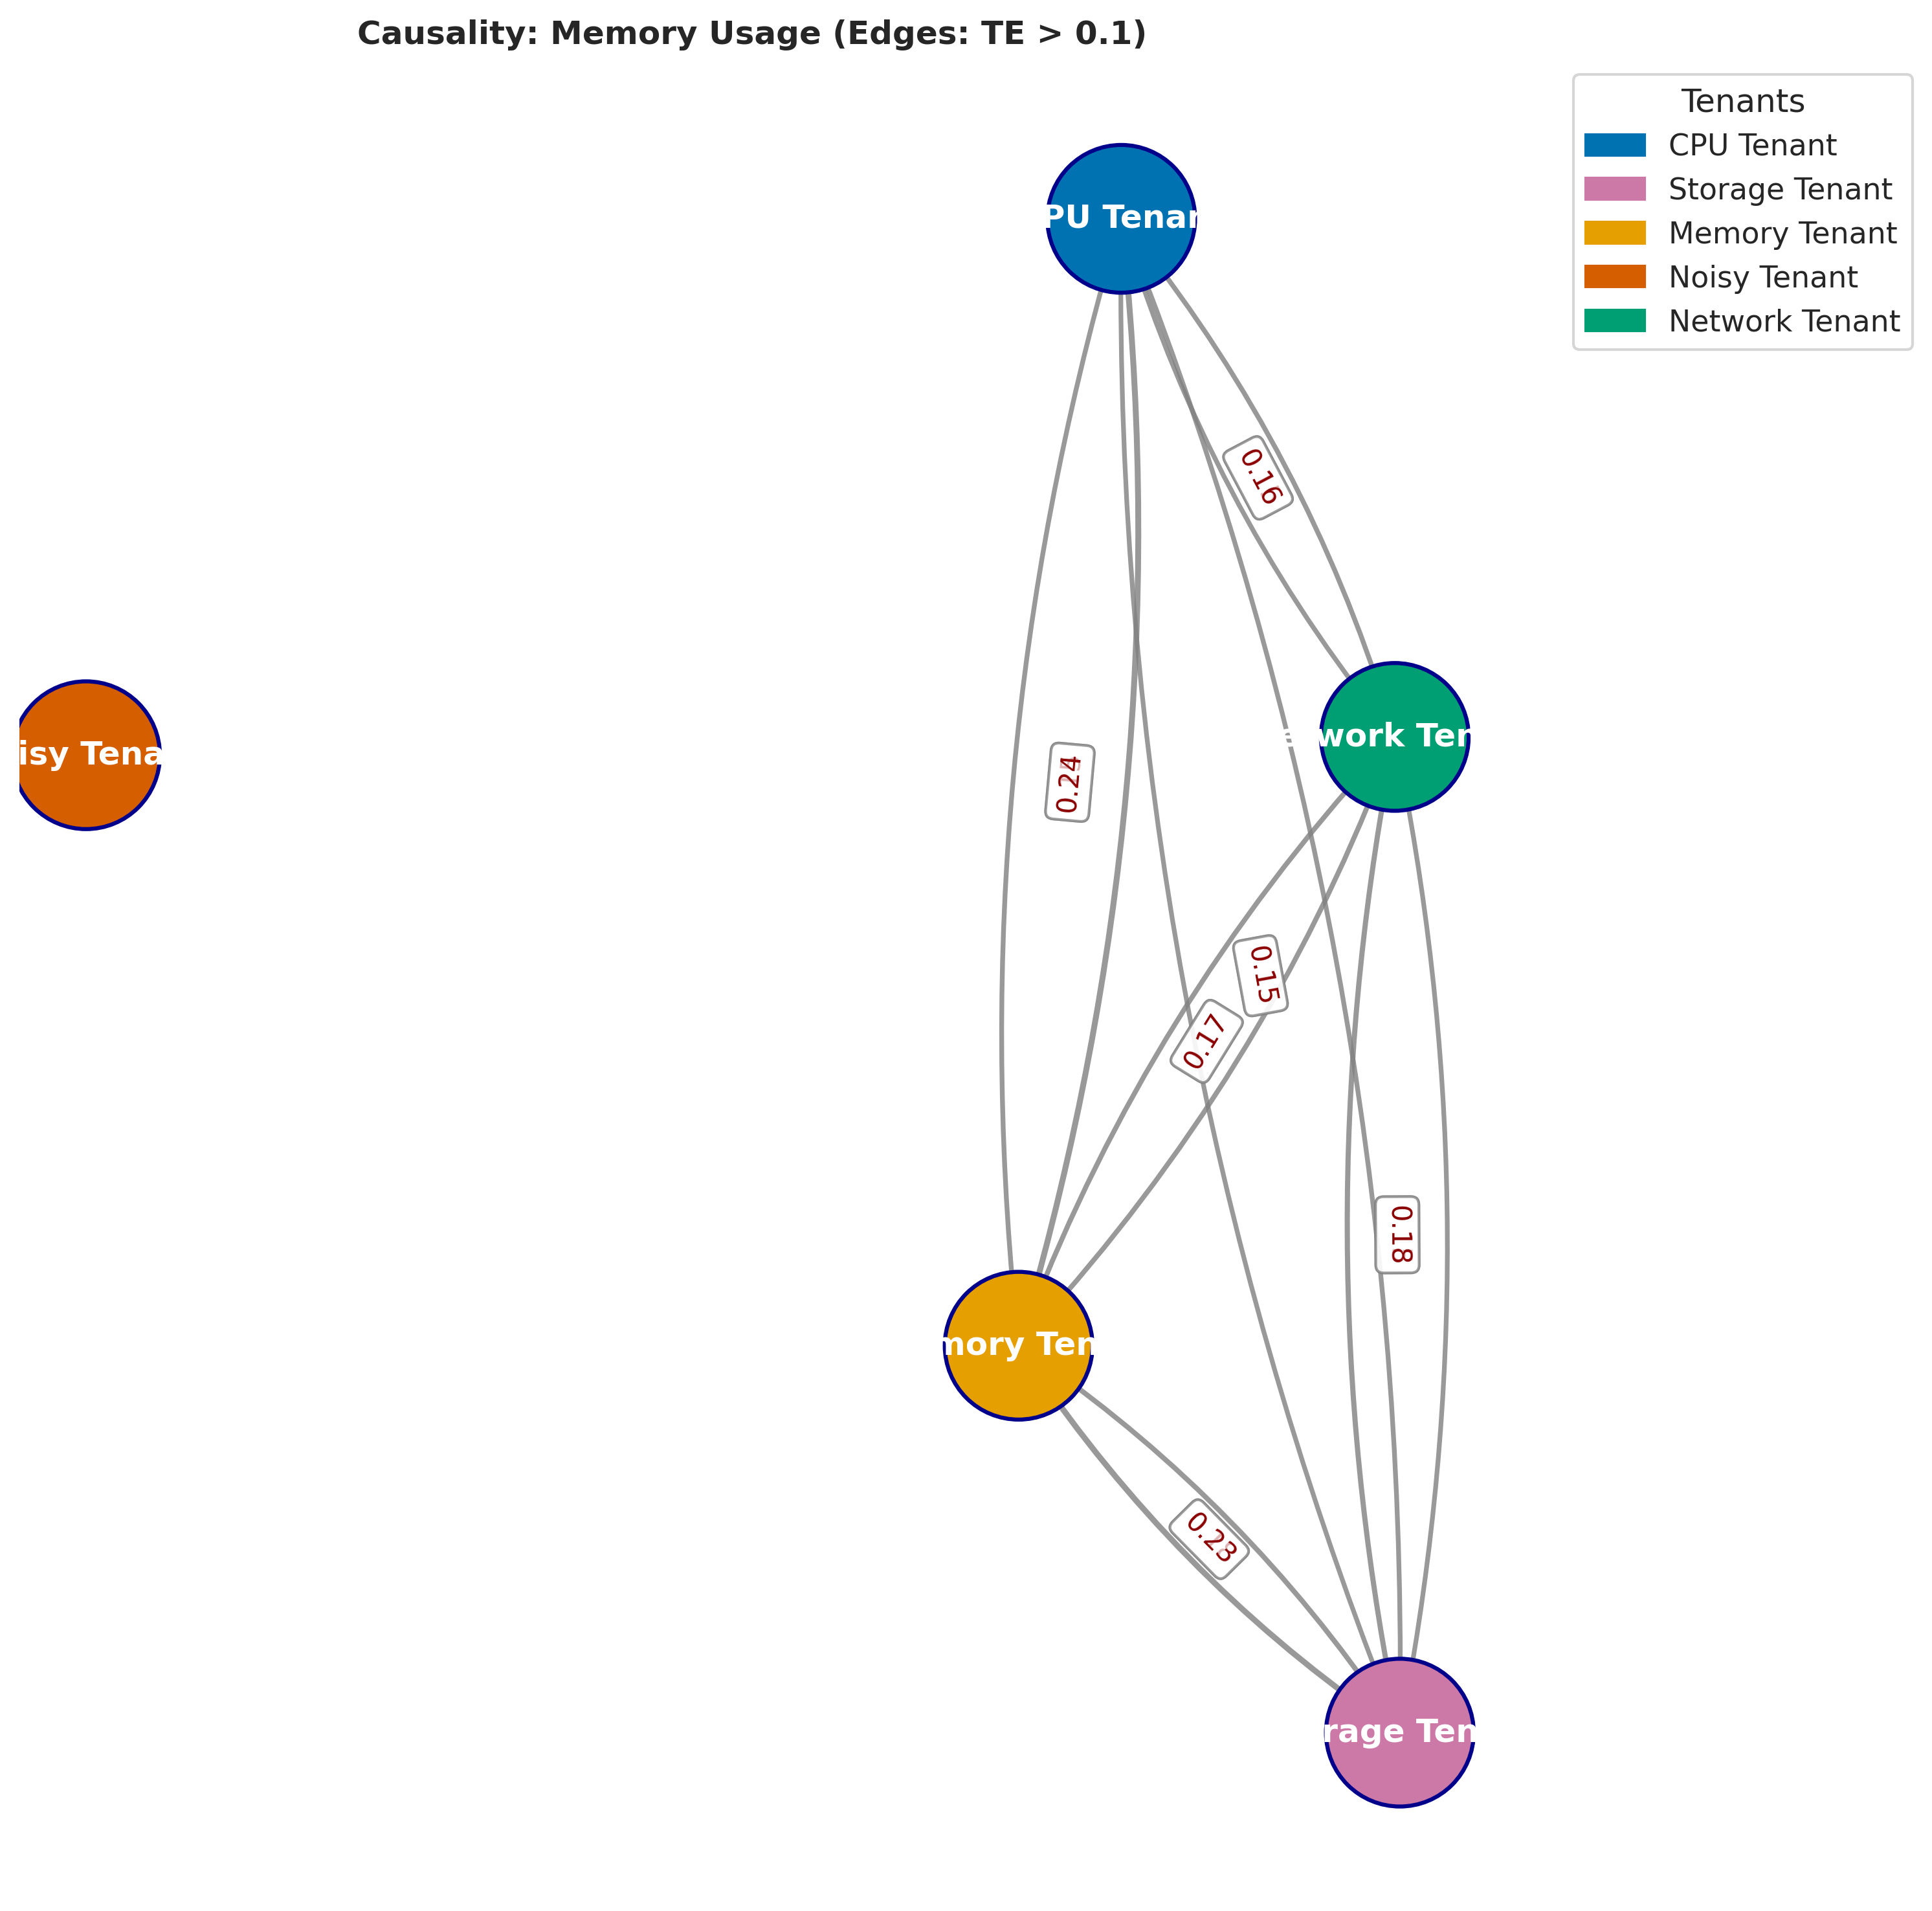 Causality: Memory Usage (Edges: TE > 0.1)
Tenants
CPU Tenant
Storage Tenant
Memory Tenant
Noisy Tenant
Network Tenant
PU Tenan
0.16
work Ten
isy Tena
0.24
0.15
0.17
0.18
mory Ten
0.23
rage Ten